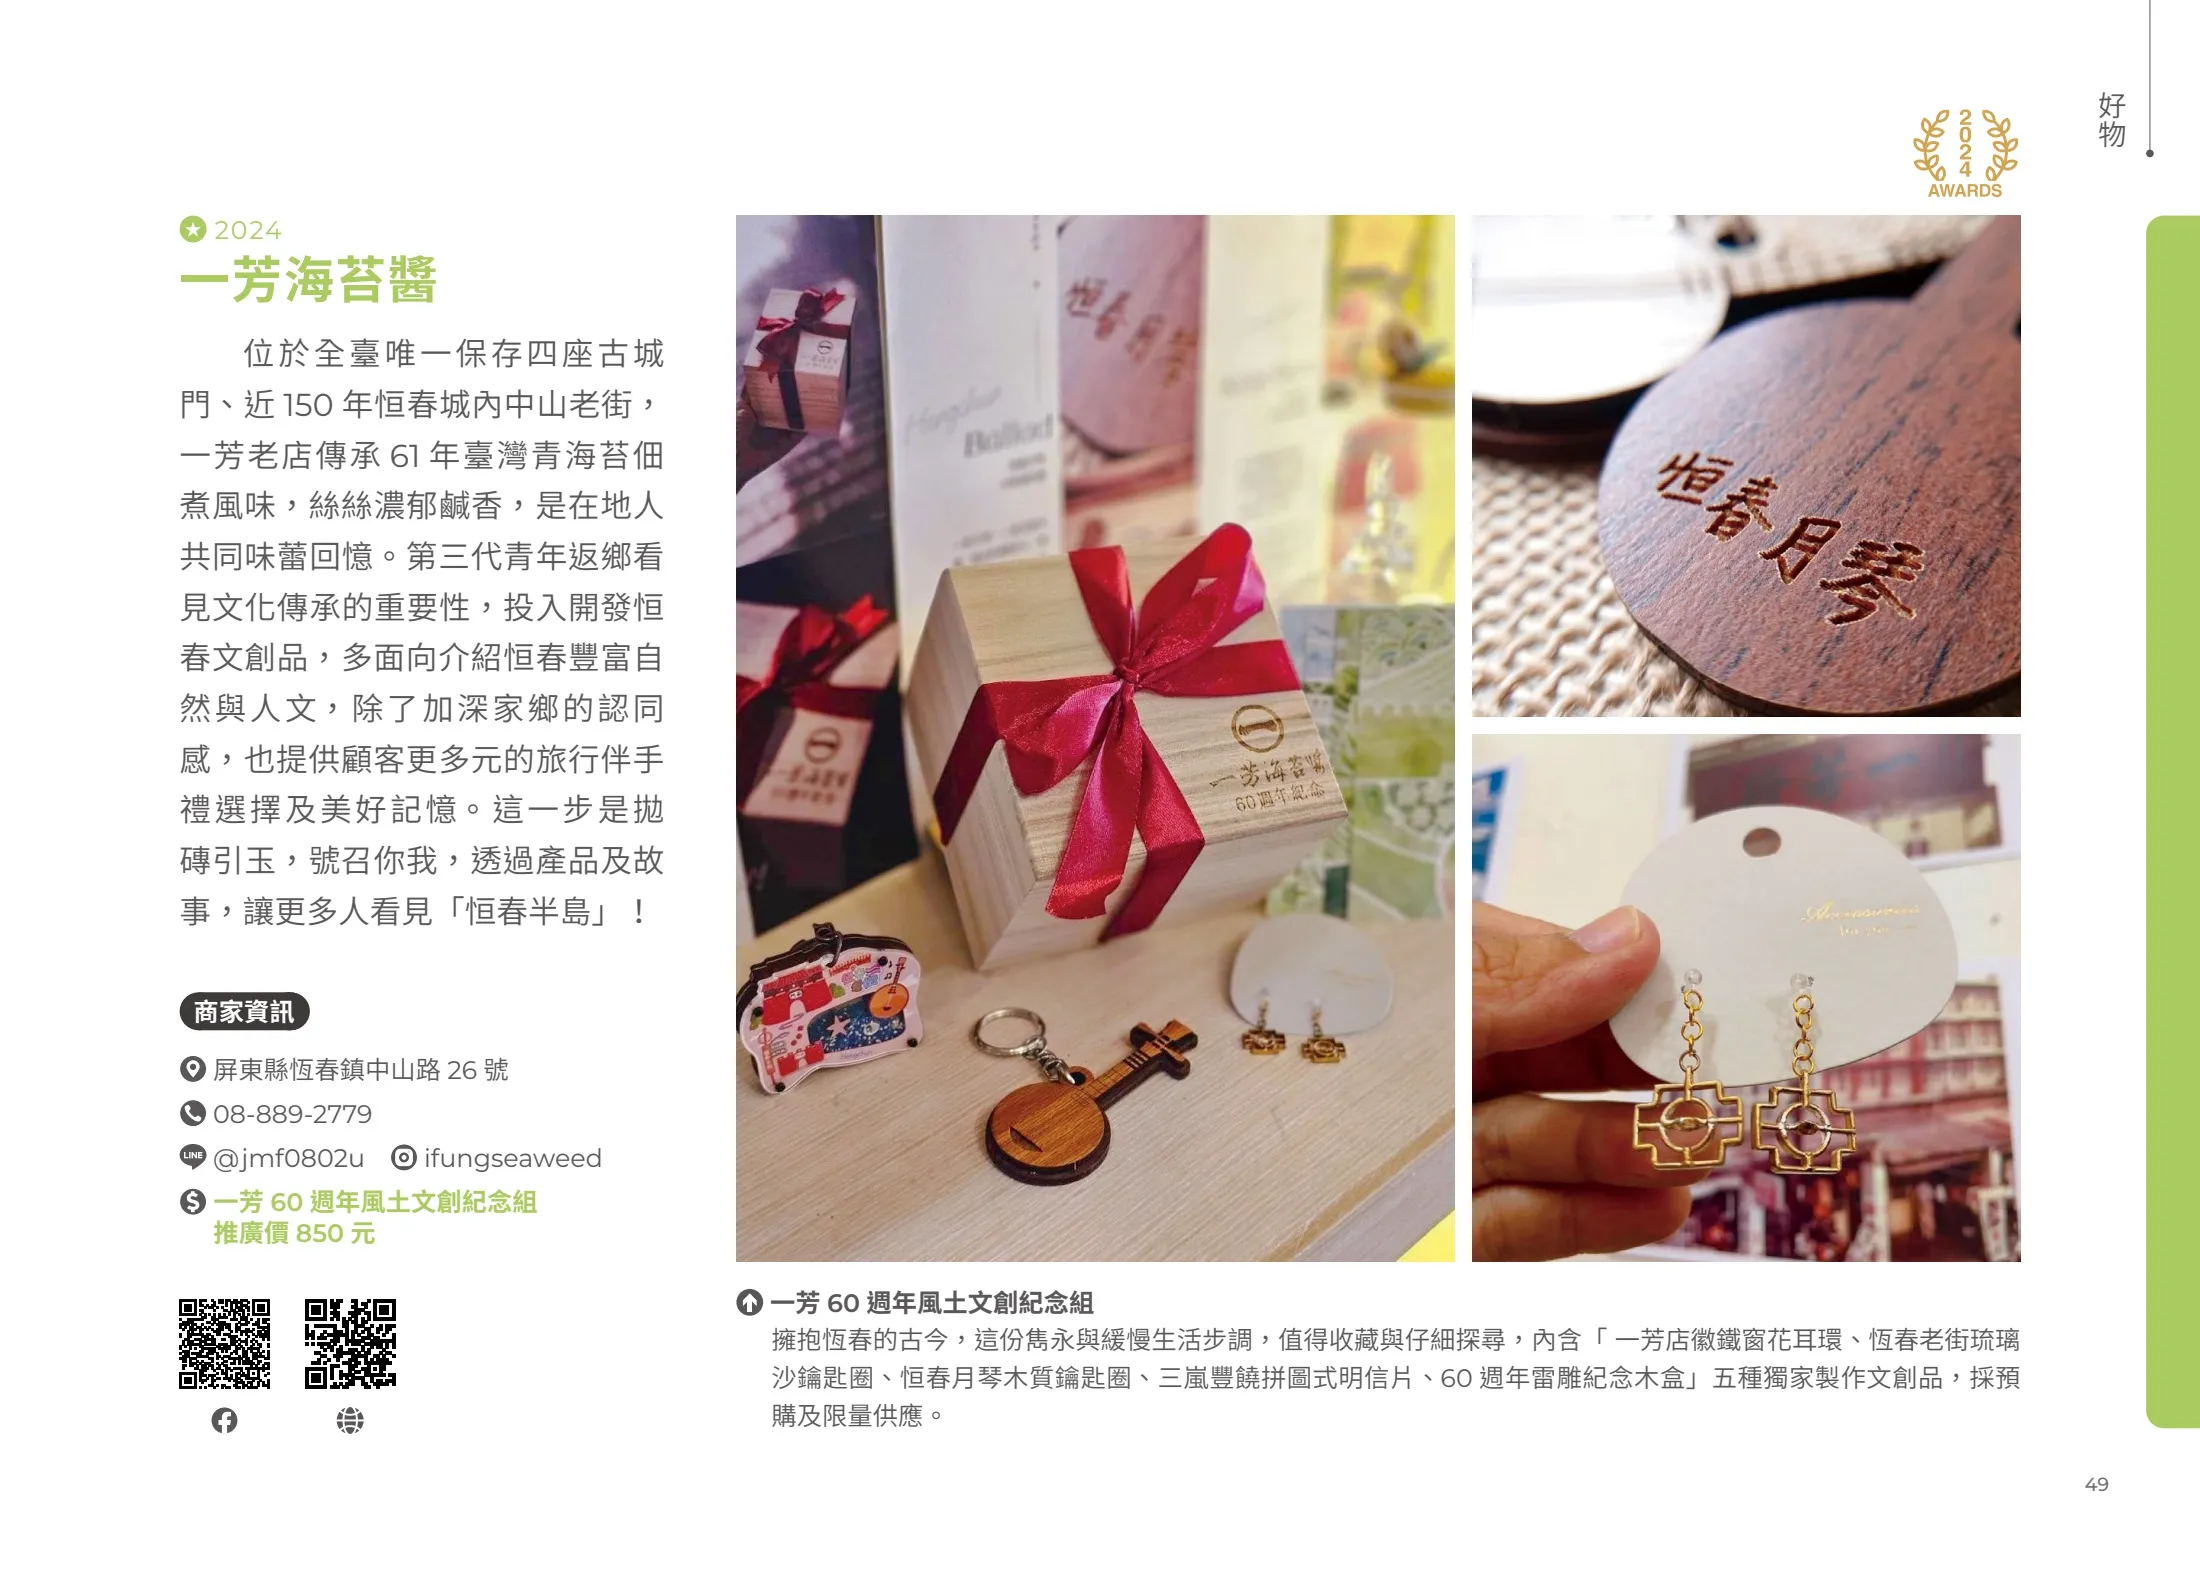 好物
2024
AWARDS
2024
一芳海苔醬
位於全臺唯一保存四座古城
門、近 150 年恒春城內中山老街，
一芳老店傳承 61 年臺灣青海苔佃
煮風味，絲絲濃郁鹹香，是在地人
共同味蕾回憶。第三代青年返鄉看
見文化傳承的重要性，投入開發恒
春文創品，多面向介紹恒春豐富自
然與人文，除了加深家鄉的認同
感，也提供顧客更多元的旅行伴手
禮選擇及美好記憶。這一步是拋
磚引玉，號召你我，透過產品及故
事，讓更多人看見「恒春半島」！
商家資訊
屏東縣恆春鎮中山路 26 號
08-889-2779
LINE @jmf0802u ifungseaweed
一芳 60 週年風土文創紀念組
推廣價 850 元
恒春月琴
Hengchun
Ballad
一芳海苔醬
60週年紀念
Hengchun
恒春月琴
一芳 60 週年風土文創紀念組
擁抱恆春的古今，這份雋永與緩慢生活步調，值得收藏與仔細探尋，內含「 一芳店徽鐵窗花耳環、恆春老街琉璃
沙鑰匙圈、恒春月琴木質鑰匙圈、三嵐豐饒拼圖式明信片、60 週年雷雕紀念木盒」五種獨家製作文創品，採預
購及限量供應。
49